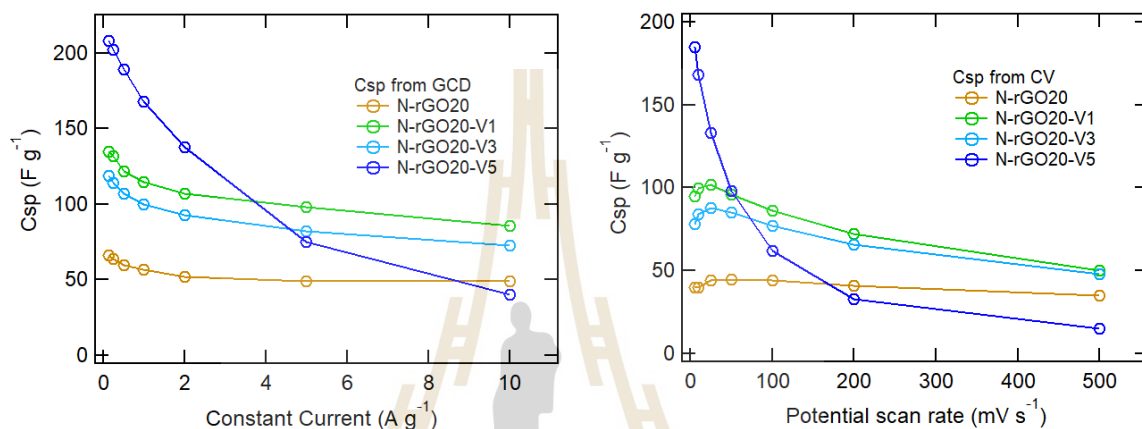 Csp (F g⁻¹)
200
150
100
50
0
Csp from GCD
N-rGO20
N-rGO20-V1
N-rGO20-V3
N-rGO20-V5
0 2 4 6 8 10
Constant Current (A g⁻¹)
Csp (F g⁻¹)
200
150
100
50
0
Csp from CV
N-rGO20
N-rGO20-V1
N-rGO20-V3
N-rGO20-V5
0 100 200 300 400 500
Potential scan rate (mV s⁻¹)